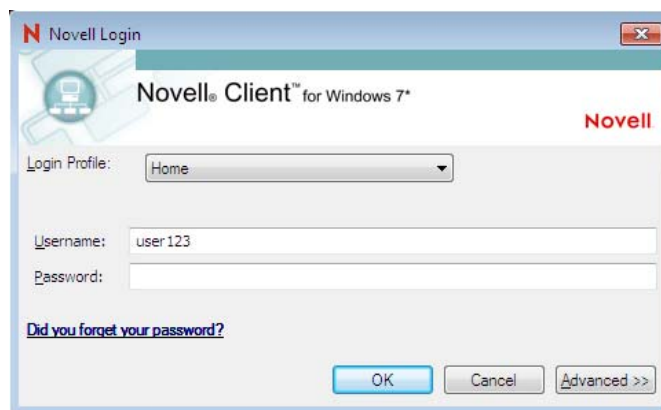 N Novell Login
Novell® Client™ for Windows 7*
Novell
Login Profile: Home
Username: user123
Password:
Did you forget your password?
OK Cancel Advanced >>